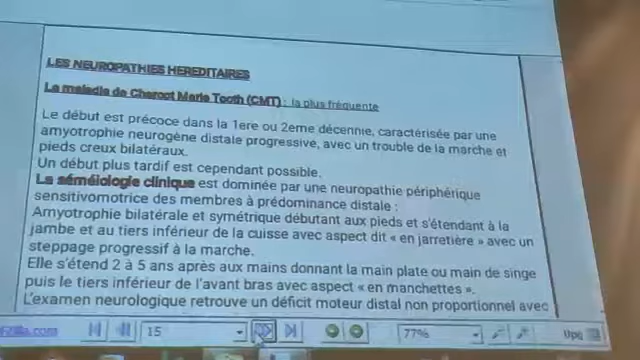 LES NEUROPATHIES HEREDITAIRES
La maladie de Charcot Marie Tooth (CMT) : la plus fréquente
Le début est précoce dans la 1ere ou 2eme décennie, caractérisée par une
amyotrophie neurogène distale progressive, avec un trouble de la marche et
pieds creux bilatéraux.
Un début plus tardif est cependant possible.
La séméiologie clinique est dominée par une neuropathie périphérique
sensitivomotrice des membres à prédominance distale :
Amyotrophie bilatérale et symétrique débutant aux pieds et s'étendant à la
jambe et au tiers inférieur de la cuisse avec aspect dit « en jarretière » avec un
steppage progressif à la marche.
Elle s'étend 2 à 5 ans après aux mains donnant la main plate ou main de singe
puis le tiers inférieur de l'avant bras avec aspect « en manchettes ».
L'examen neurologique retrouve un déficit moteur distal non proportionnel avec
15
77%